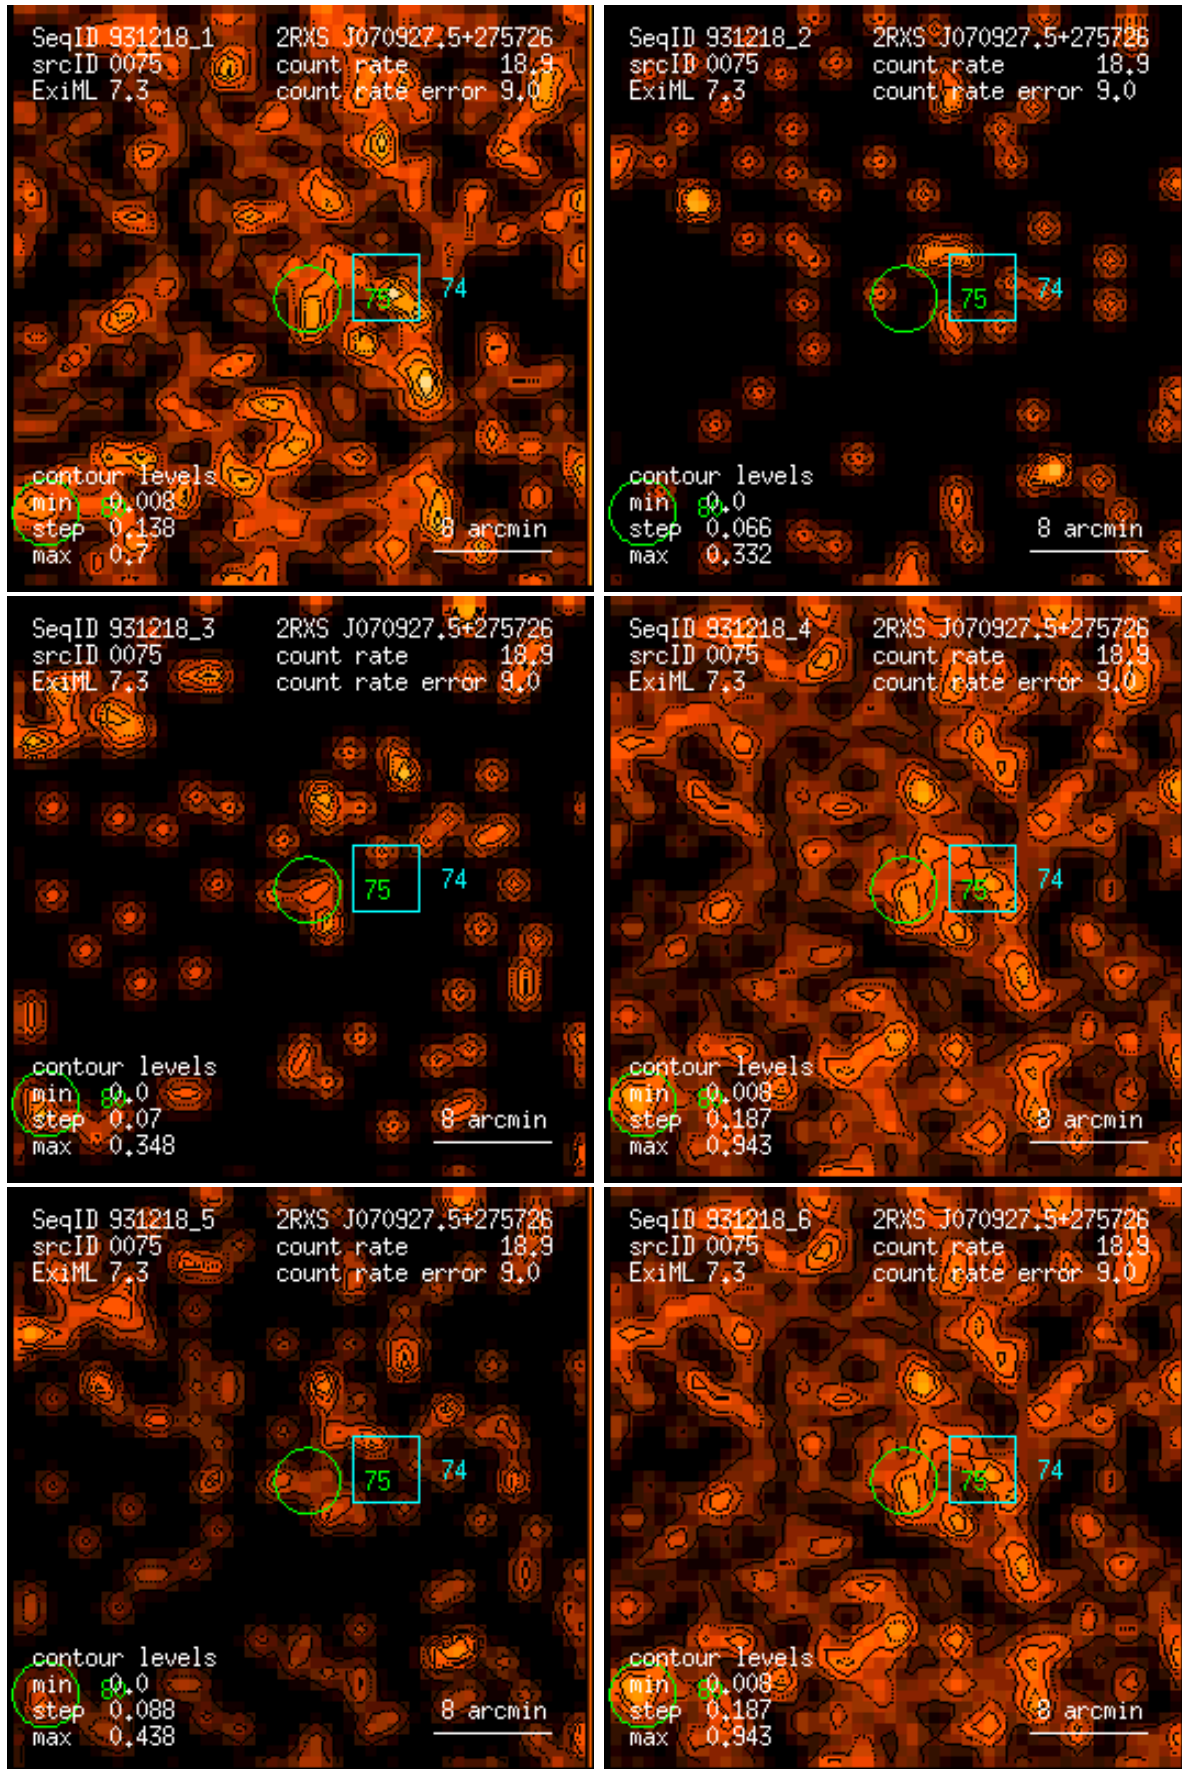 SeqID 931218_1 2RXS J070927.5+275726
srcID 0075 count rate 18.9
ExiML 7.3 count rate error 9.0
75 74
contour levels
min 0.008
80
step 0.138
8 arcmin
max 0.7
SeqID 931218_2 2RXS J070927.5+275726
srcID 0075 count rate 18.9
ExiML 7.3 count rate error 9.0
75 74
contour levels
min 0.0
80
step 0.066
8 arcmin
max 0.332
SeqID 931218_3 2RXS J070927.5+275726
srcID 0075 count rate 18.9
ExiML 7.3 count rate error 9.0
75 74
contour levels
min 0.0
80
step 0.07
8 arcmin
max 0.348
SeqID 931218_4 2RXS J070927.5+275726
srcID 0075 count rate 18.9
ExiML 7.3 count rate error 9.0
75 74
contour levels
min 0.008
80
step 0.187
8 arcmin
max 0.943
SeqID 931218_5 2RXS J070927.5+275726
srcID 0075 count rate 18.9
ExiML 7.3 count rate error 9.0
75 74
contour levels
min 0.0
80
step 0.088
8 arcmin
max 0.438
SeqID 931218_6 2RXS J070927.5+275726
srcID 0075 count rate 18.9
ExiML 7.3 count rate error 9.0
75 74
contour levels
min 0.008
80
step 0.187
8 arcmin
max 0.943